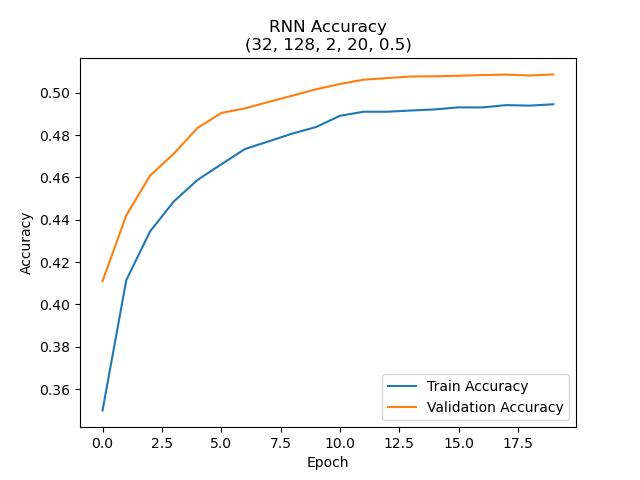 RNN Accuracy
(32, 128, 2, 20, 0.5)
Accuracy
0.50
0.48
0.46
0.44
0.42
0.40
0.38
0.36
Train Accuracy
Validation Accuracy
0.0 2.5 5.0 7.5 10.0 12.5 15.0 17.5
Epoch